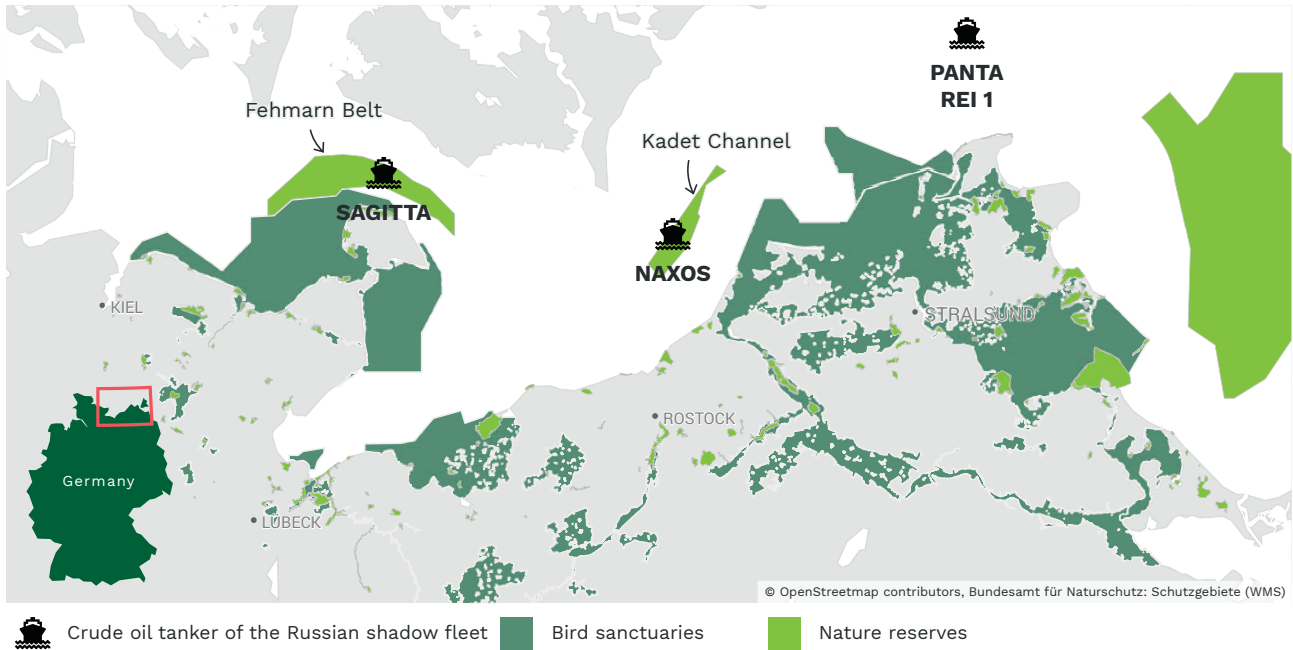 PANTA
REI 1
Fehmarn Belt
Kadet Channel
SAGITTA
NAXOS
KIEL
STRALSUND
ROSTOCK
Germany
LÜBECK
© OpenStreetmap contributors, Bundesamt für Naturschutz: Schutzgebiete (WMS)
Crude oil tanker of the Russian shadow fleet
Bird sanctuaries
Nature reserves